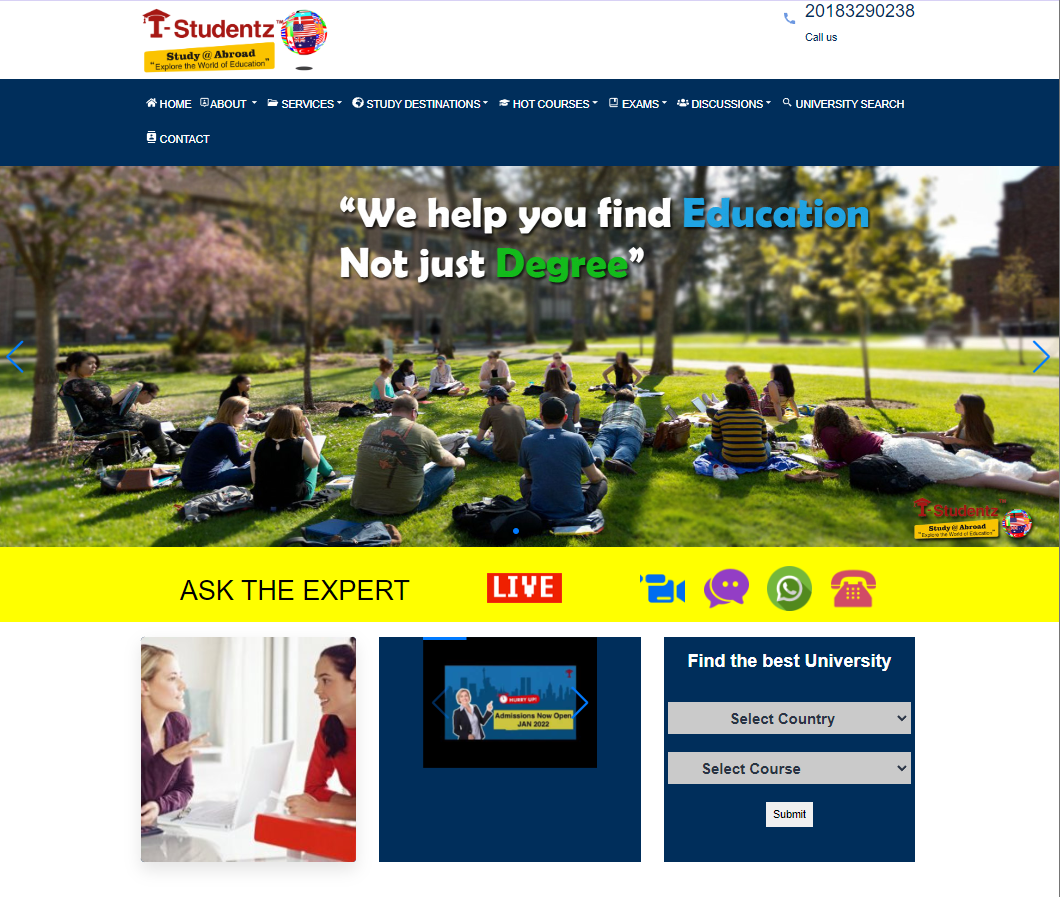 20183290238
Call us
i-Studentz™
Study @ Abroad
"Explore the World of Education"
HOME ABOUT SERVICES STUDY DESTINATIONS HOT COURSES EXAMS DISCUSSIONS UNIVERSITY SEARCH
CONTACT
“We help you find Education
Not just Degree”
i-Studentz™
Study @ Abroad
"Explore the World of Education"
ASK THE EXPERT
LIVE
HURRY UP!
Admissions Now Open,
JAN 2022
Find the best University
Select Country
Select Course
Submit